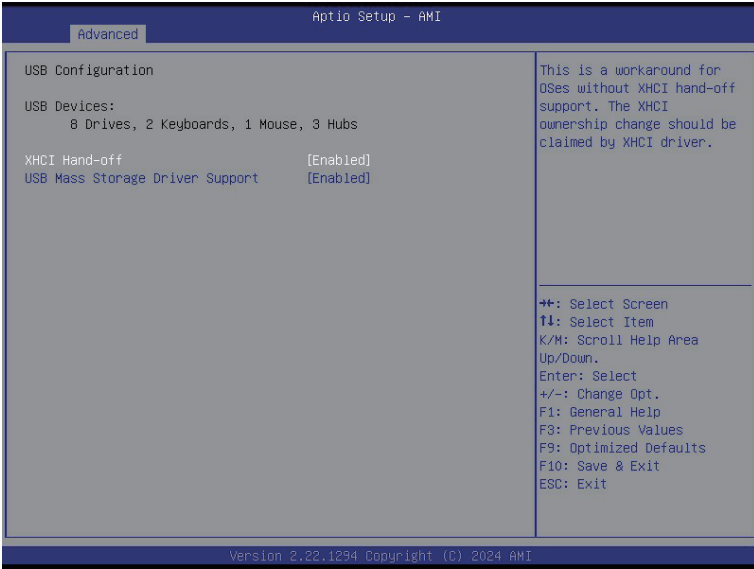 Aptio Setup – AMI
Advanced
USB Configuration
USB Devices:
8 Drives, 2 Keyboards, 1 Mouse, 3 Hubs
XHCI Hand-off [Enabled]
USB Mass Storage Driver Support [Enabled]
This is a workaround for
OSes without XHCI hand-off
support. The XHCI
ownership change should be
claimed by XHCI driver.
→←: Select Screen
↑↓: Select Item
K/M: Scroll Help Area
Up/Down.
Enter: Select
+/-: Change Opt.
F1: General Help
F3: Previous Values
F9: Optimized Defaults
F10: Save & Exit
ESC: Exit
Version 2.22.1294 Copyright (C) 2024 AMI